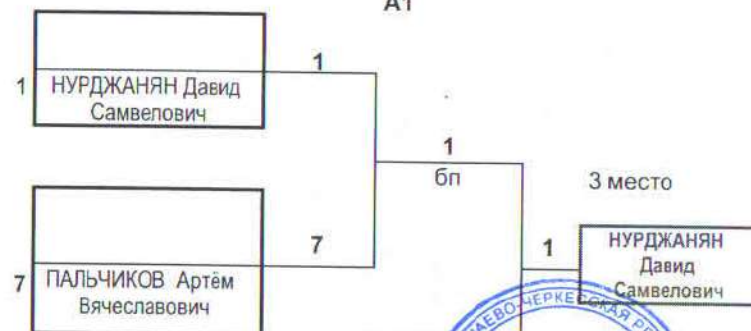 А1
1
1 НУРДЖАНЯН Давид
Самвелович
1
бп
3 место
7
7 ПАЛЬЧИКОВ Артём
Вячеславович
1
НУРДЖАНЯН
Давид
Самвелович